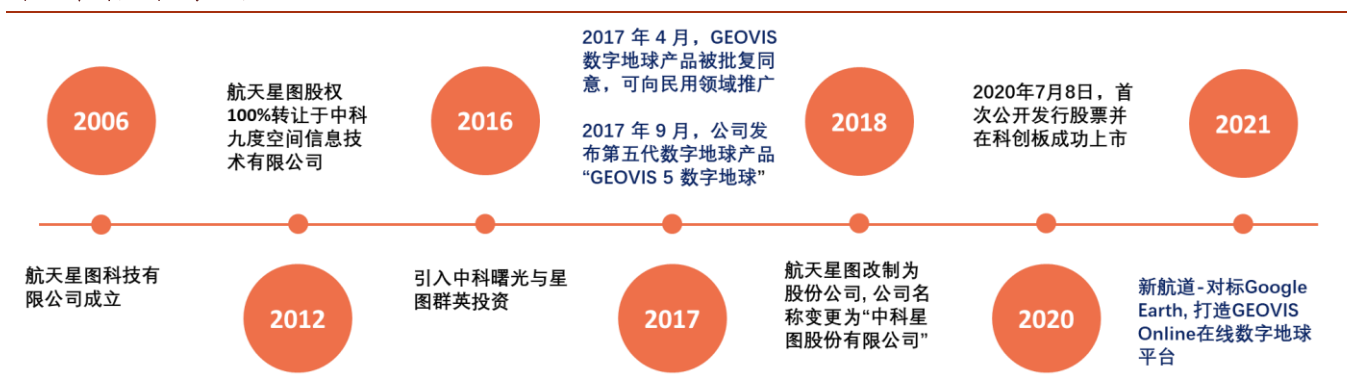 2006
航天星图科技有
限公司成立
航天星图股权
100%转让于中科
九度空间信息技
术有限公司
2012
2016
引入中科曙光与星
图群英投资
2017 年 4 月，GEOVIS
数字地球产品被批复同
意，可向民用领域推广
2017 年 9 月，公司发
布第五代数字地球产品
“GEOVIS 5 数字地球”
2017
2018
航天星图改制为
股份公司, 公司名
称变更为“中科星
图股份有限公司”
2020年7月8日，首
次公开发行股票并
在科创板成功上市
2020
2021
新航道-对标Google
Earth, 打造GEOVIS
Online在线数字地球
平台